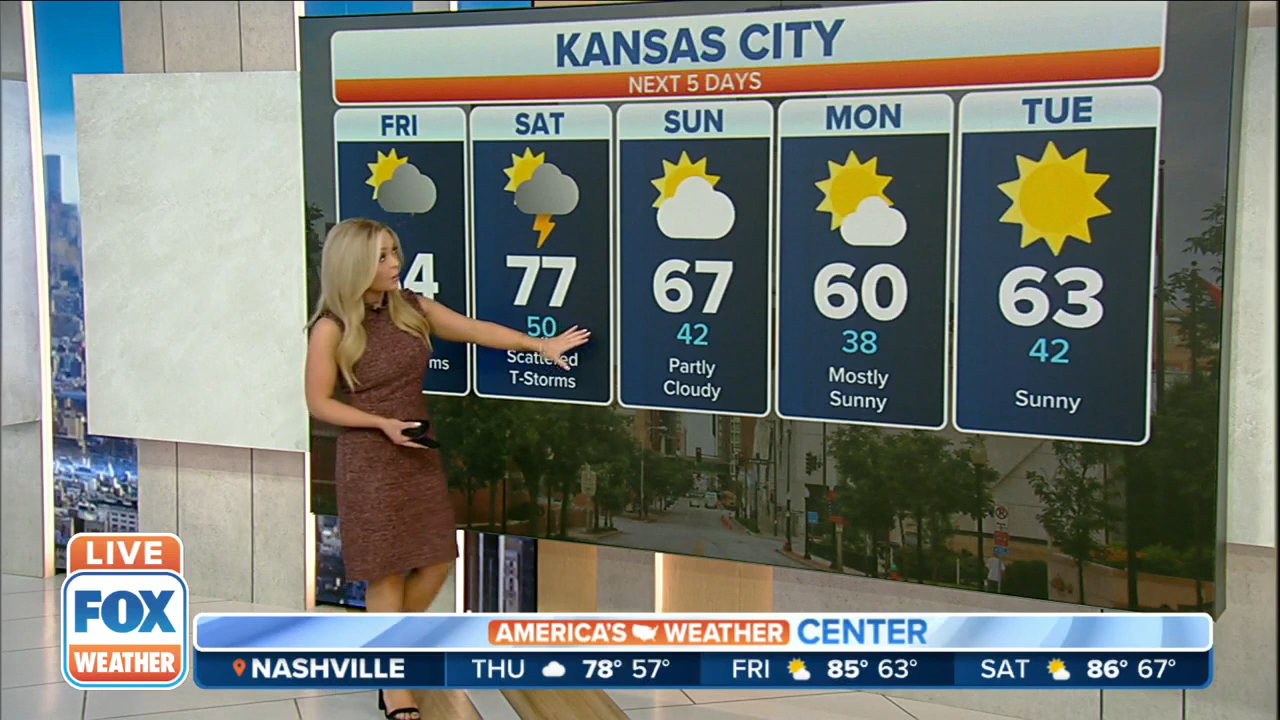 KANSAS CITY
NEXT 5 DAYS
FRI
4
SAT
77
50
Scattered
T-Storms
SUN
67
42
Partly
Cloudy
MON
60
38
Mostly
Sunny
TUE
63
42
Sunny
LIVE
FOX
WEATHER
AMERICA'S WEATHER CENTER
NASHVILLE THU 78° 57° FRI 85° 63° SAT 86° 67°